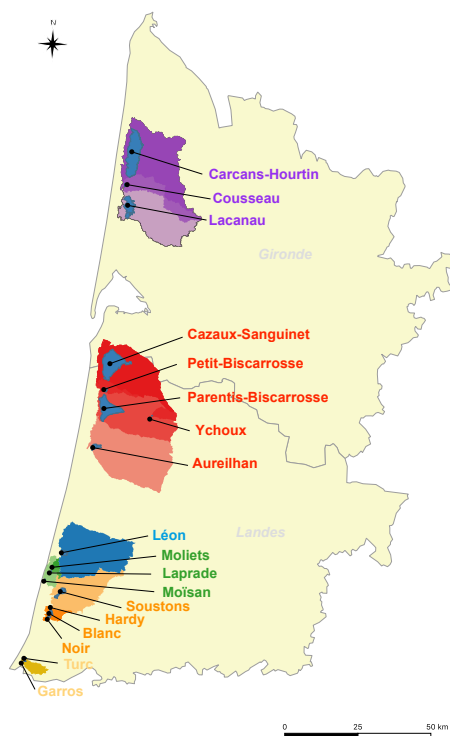 N
Carcans-Hourtin
Cousseau
Lacanau
Gironde
Cazaux-Sanguinet
Petit-Biscarrosse
Parentis-Biscarrosse
Ychoux
Aureilhan
Landes
Léon
Moliets
Laprade
Moïsan
Soustons
Hardy
Blanc
Noir
Turc
Garros
0 25 50 km